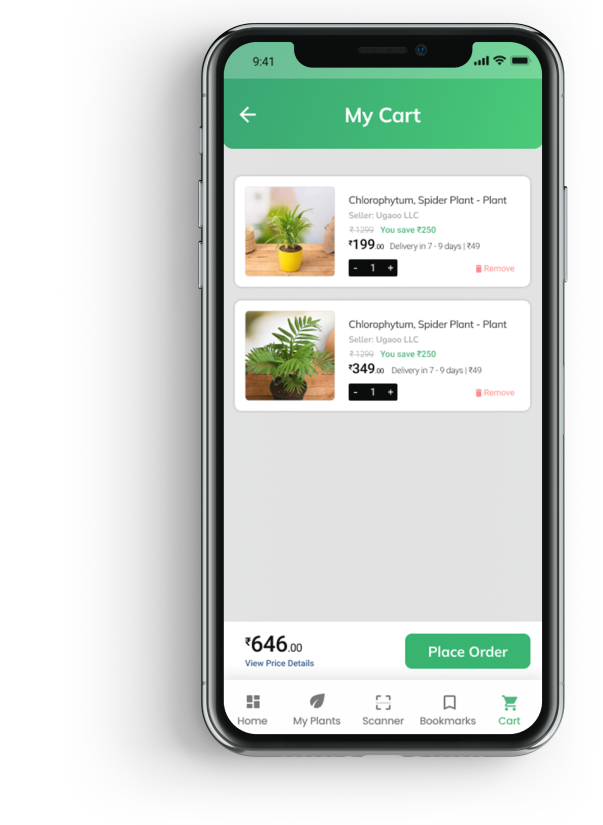 9:41
My Cart
Chlorophytum, Spider Plant - Plant
Seller: Ugaoo LLC
₹ 1299 You save ₹250
₹199.00 Delivery in 7 - 9 days | ₹49
- 1 +
Remove
Chlorophytum, Spider Plant - Plant
Seller: Ugaoo LLC
₹ 1299 You save ₹250
₹349.00 Delivery in 7 - 9 days | ₹49
- 1 +
Remove
₹646.00
View Price Details
Place Order
Home
My Plants
Scanner
Bookmarks
Cart